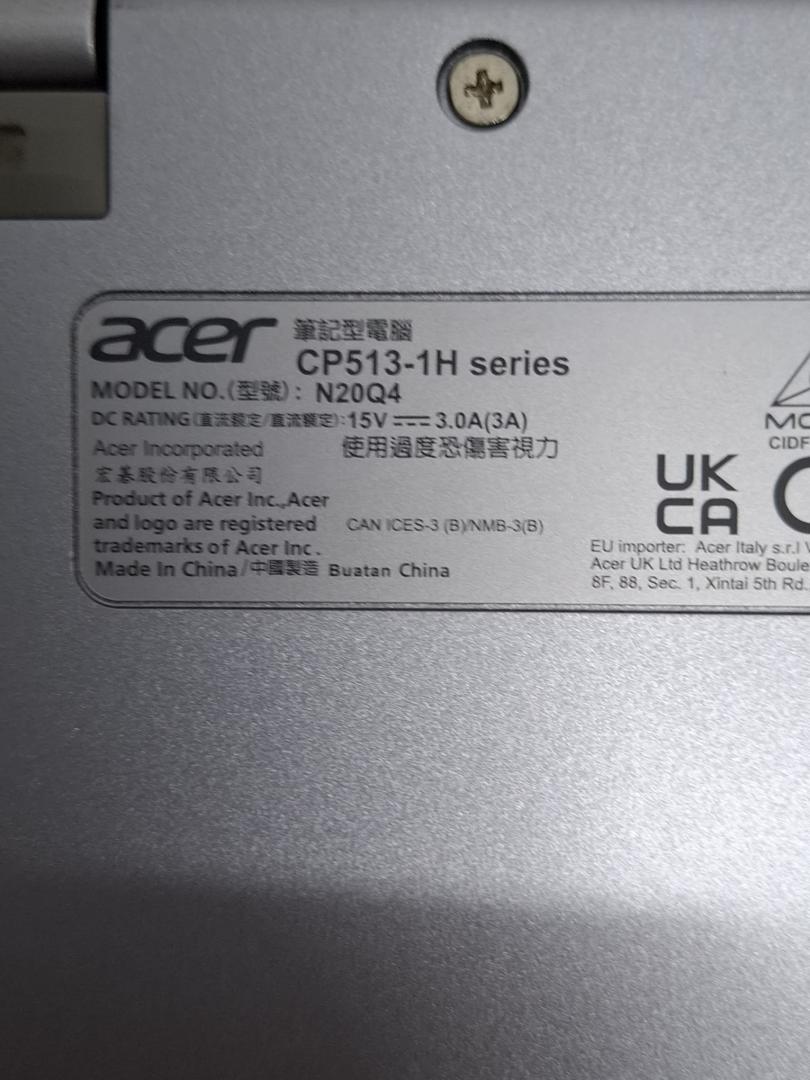 acer 筆記型電腦
CP513-1H series
MODEL NO.(型號): N20Q4
DC RATING(直流額定/直流額定):15V⎓3.0A(3A)
Acer Incorporated 使用過度恐傷害視力
宏碁股份有限公司
Product of Acer Inc.,Acer
and logo are registered CAN ICES-3 (B)/NMB-3(B)
trademarks of Acer Inc.
Made In China/中國製造 Buatan China
UK
CA
EU importer: Acer Italy s.r.l
Acer UK Ltd Heathrow
8F, 88, Sec. 1, Xintai 5th Rd.